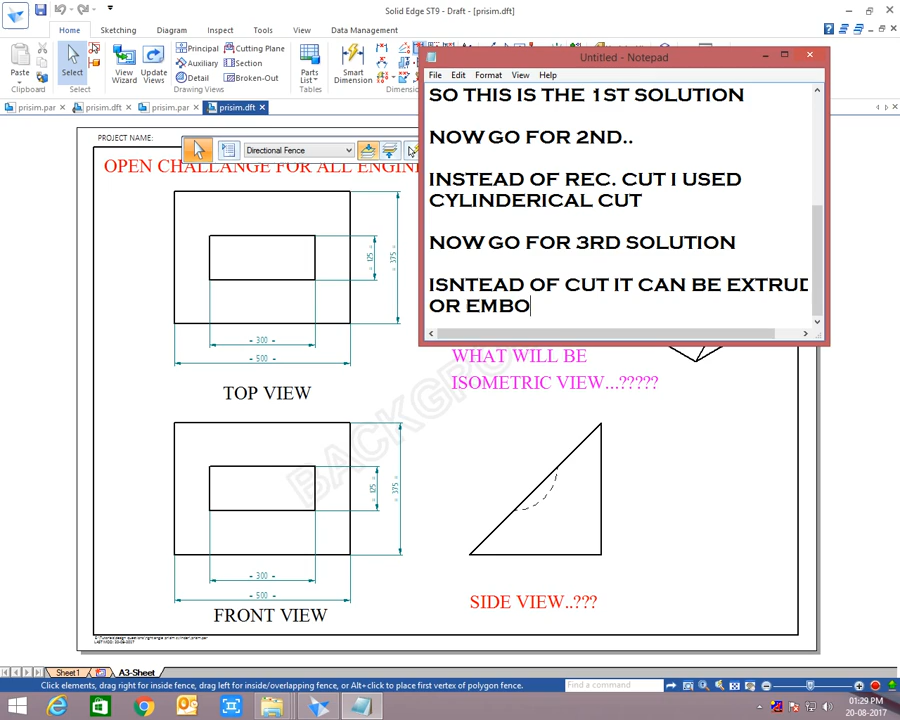 Solid Edge ST9 - Draft - [prisim.dft]
Home Sketching Diagram Inspect Tools View Data Management
Paste
Clipboard
Select
Select
View Wizard
Update Views
Principal
Auxiliary
Detail
Cutting Plane
Section
Broken-Out
Drawing Views
Parts List
Tables
Smart Dimension
Dimens
prisim.par prisim.dft prisim.par prisim.dft
Untitled - Notepad
File Edit Format View Help
SO THIS IS THE 1ST SOLUTION
NOW GO FOR 2ND..
INSTEAD OF REC. CUT I USED
CYLINDERICAL CUT
NOW GO FOR 3RD SOLUTION
ISNTEAD OF CUT IT CAN BE EXTRUD
OR EMBO
PROJECT NAME:
Directional Fence
OPEN CHALLANGE FOR ALL ENGINE
125
375
300
500
TOP VIEW
WHAT WILL BE
ISOMETRIC VIEW...?????
BACKGRO
125
375
300
500
FRONT VIEW
SIDE VIEW..???
Sheet1 A3-Sheet
Click elements, drag right for inside fence, drag left for inside/overlapping fence, or Alt+click to place first vertex of polygon fence.
Find a command
01:29 PM
20-08-2017